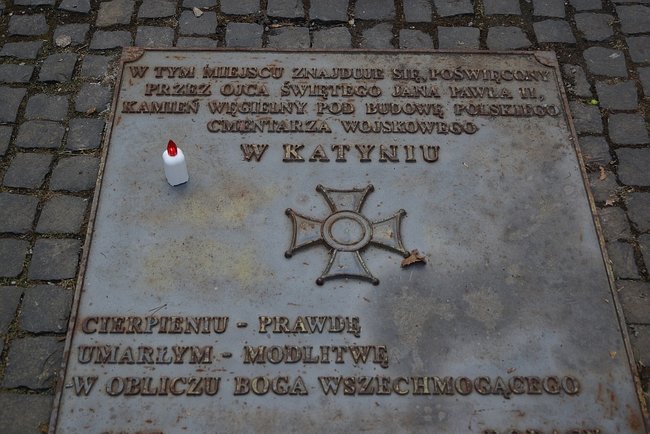 W TYM MIEJSCU ZNAJDUJE SIĘ, POŚWIĘCONY
PRZEZ OJCA ŚWIĘTEGO JANA PAWŁA II,
KAMIEŃ WĘGIELNY POD BUDOWĘ POLSKIEGO
CMENTARZA WOJSKOWEGO
W KATYNIU
CIERPIENIU - PRAWDĘ
UMARŁYM - MODLITWĘ
W OBLICZU BOGA WSZECHMOGĄCEGO